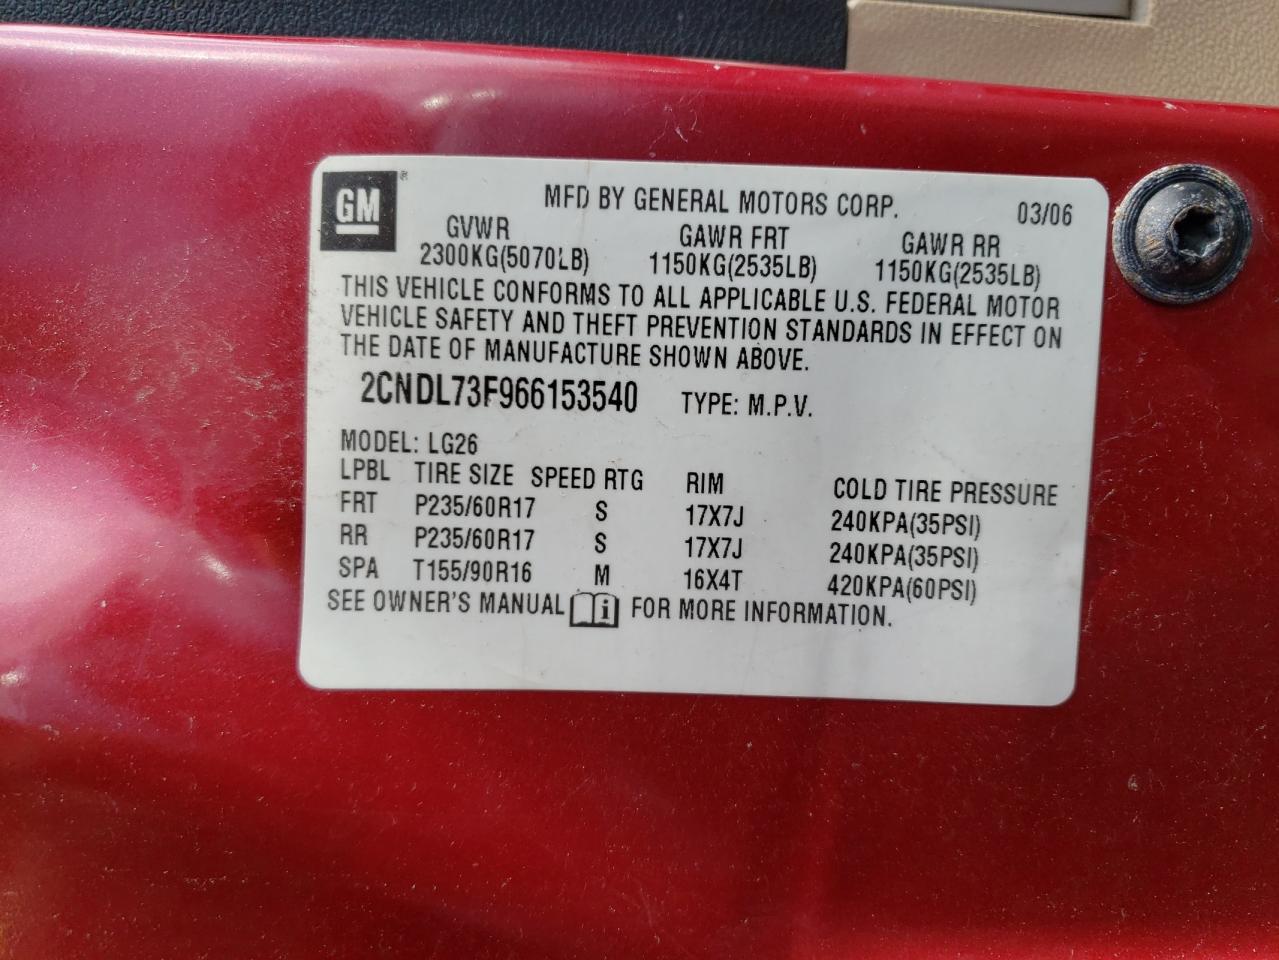 GM®
MFD BY GENERAL MOTORS CORP. 03/06
GVWR GAWR FRT GAWR RR
2300KG(5070LB) 1150KG(2535LB) 1150KG(2535LB)
THIS VEHICLE CONFORMS TO ALL APPLICABLE U.S. FEDERAL MOTOR
VEHICLE SAFETY AND THEFT PREVENTION STANDARDS IN EFFECT ON
THE DATE OF MANUFACTURE SHOWN ABOVE.
2CNDL73F966153540 TYPE: M.P.V.
MODEL: LG26
LPBL TIRE SIZE SPEED RTG RIM COLD TIRE PRESSURE
FRT P235/60R17 S 17X7J 240KPA(35PSI)
RR P235/60R17 S 17X7J 240KPA(35PSI)
SPA T155/90R16 M 16X4T 420KPA(60PSI)
SEE OWNER'S MANUAL i FOR MORE INFORMATION.